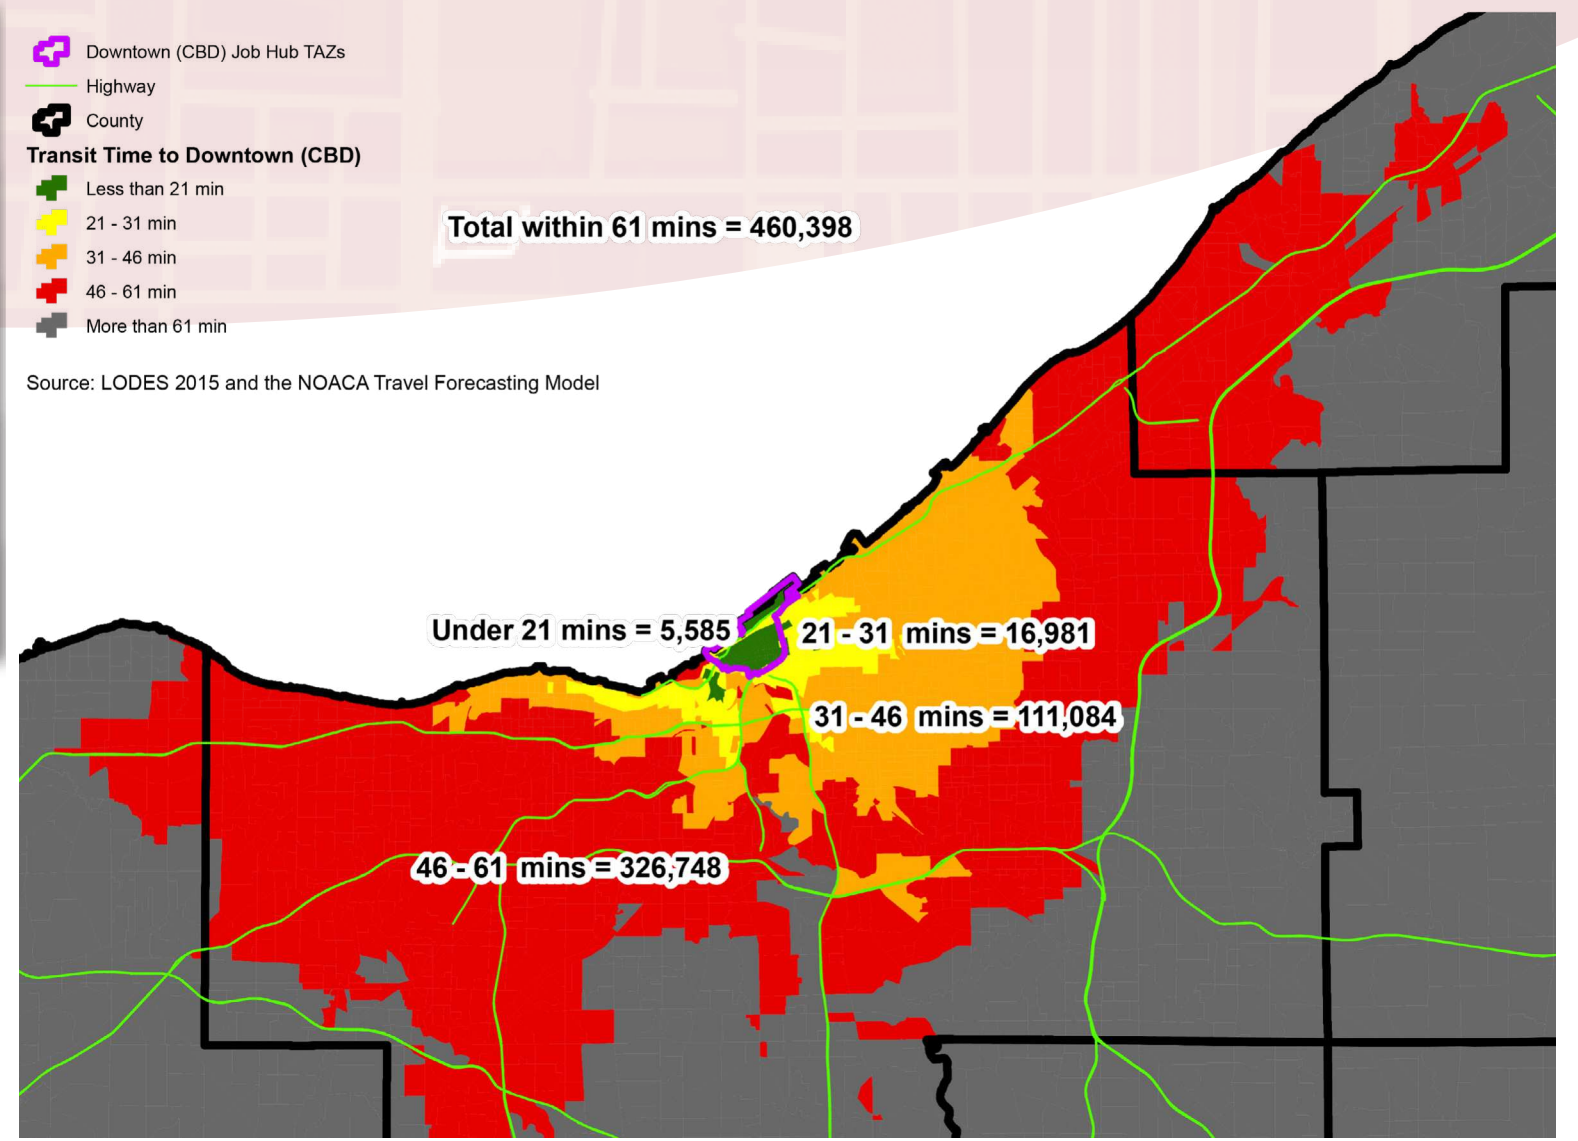 Downtown (CBD) Job Hub TAZs
Highway
County
Transit Time to Downtown (CBD)
Less than 21 min
21 - 31 min
31 - 46 min
46 - 61 min
More than 61 min
Source: LODES 2015 and the NOACA Travel Forecasting Model
Total within 61 mins = 460,398
Under 21 mins = 5,585
21 - 31 mins = 16,981
31 - 46 mins = 111,084
46 - 61 mins = 326,748